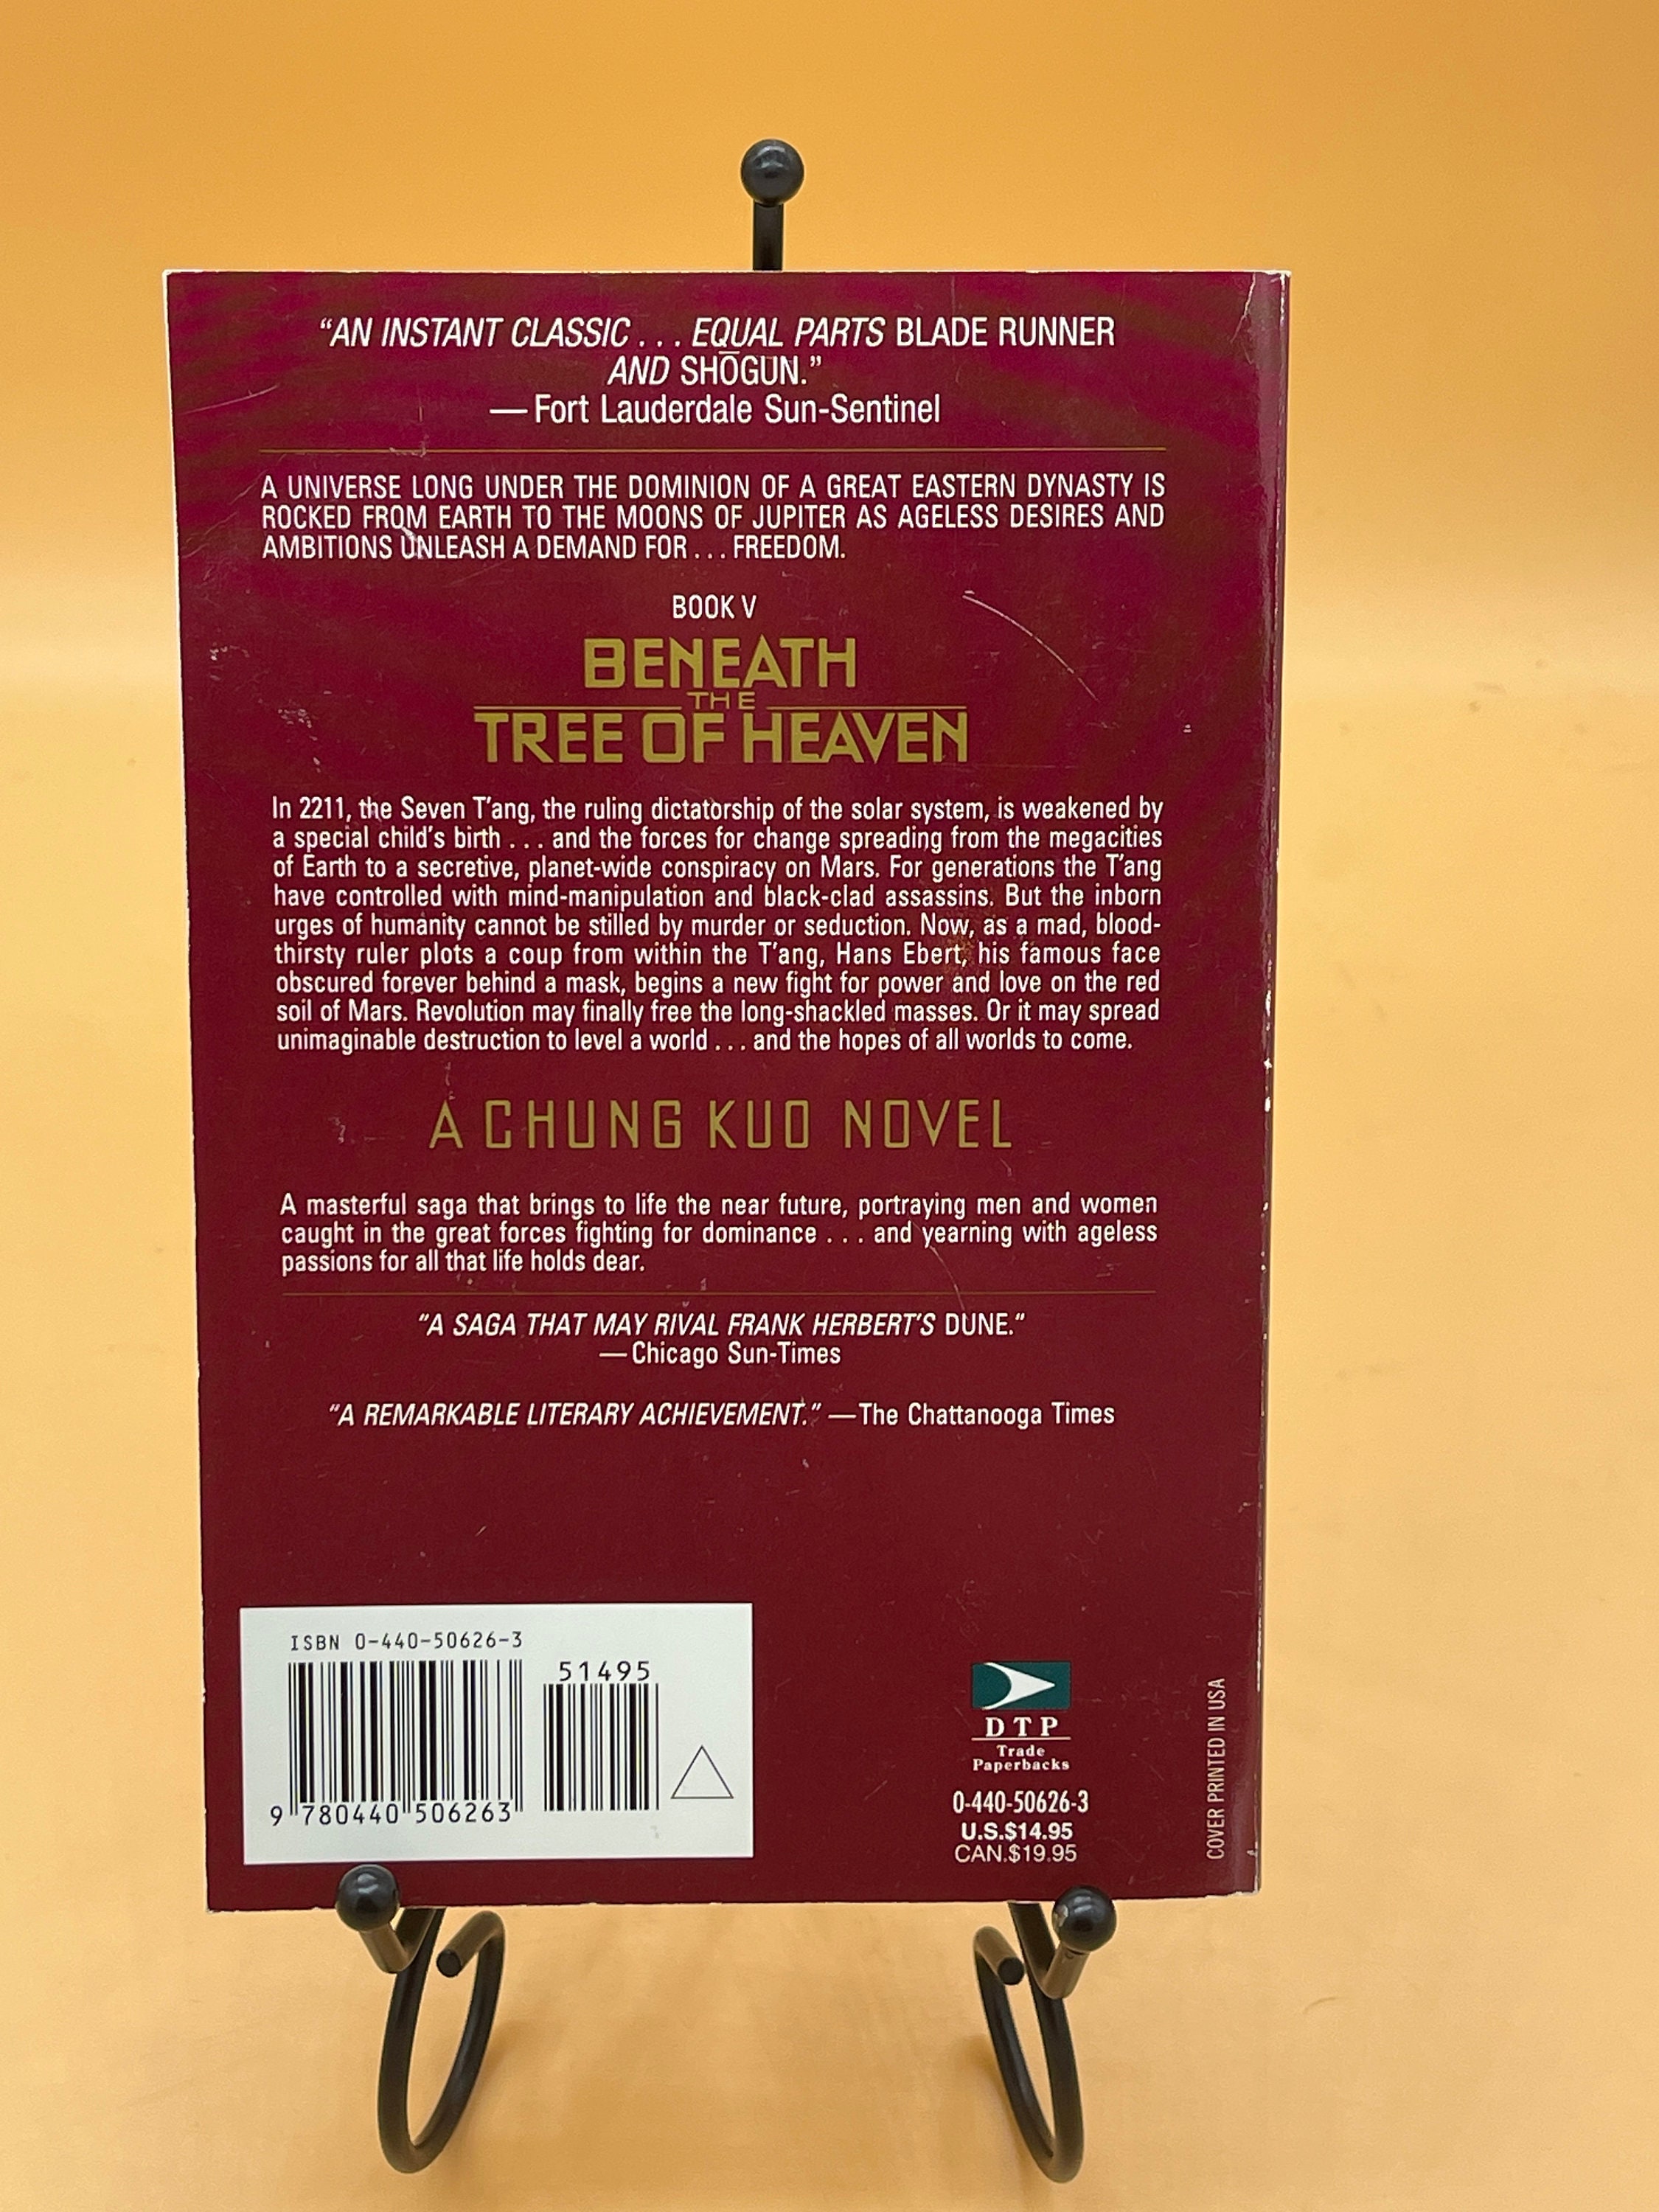 “AN INSTANT CLASSIC . . . EQUAL PARTS BLADE RUNNER
AND SHŌGUN.”
—Fort Lauderdale Sun-Sentinel
A UNIVERSE LONG UNDER THE DOMINION OF A GREAT EASTERN DYNASTY IS
ROCKED FROM EARTH TO THE MOONS OF JUPITER AS AGELESS DESIRES AND
AMBITIONS UNLEASH A DEMAND FOR . . . FREEDOM.
BOOK V
BENEATH
THE
TREE OF HEAVEN
In 2211, the Seven T’ang, the ruling dictatorship of the solar system, is weakened by
a special child’s birth . . . and the forces for change spreading from the megacities
of Earth to a secretive, planet-wide conspiracy on Mars. For generations the T’ang
have controlled with mind-manipulation and black-clad assassins. But the inborn
urges of humanity cannot be stilled by murder or seduction. Now, as a mad, blood-
thirsty ruler plots a coup from within the T’ang, Hans Ebert, his famous face
obscured forever behind a mask, begins a new fight for power and love on the red
soil of Mars. Revolution may finally free the long-shackled masses. Or it may spread
unimaginable destruction to level a world . . . and the hopes of all worlds to come.
A CHUNG KUO NOVEL
A masterful saga that brings to life the near future, portraying men and women
caught in the great forces fighting for dominance . . . and yearning with ageless
passions for all that life holds dear.
“A SAGA THAT MAY RIVAL FRANK HERBERT’S DUNE.”
—Chicago Sun-Times
“A REMARKABLE LITERARY ACHIEVEMENT.” —The Chattanooga Times
ISBN 0-440-50626-3
51495
9 780440 506263
DTP
Trade
Paperbacks
0-440-50626-3
U.S.$14.95
CAN.$19.95
COVER PRINTED IN USA